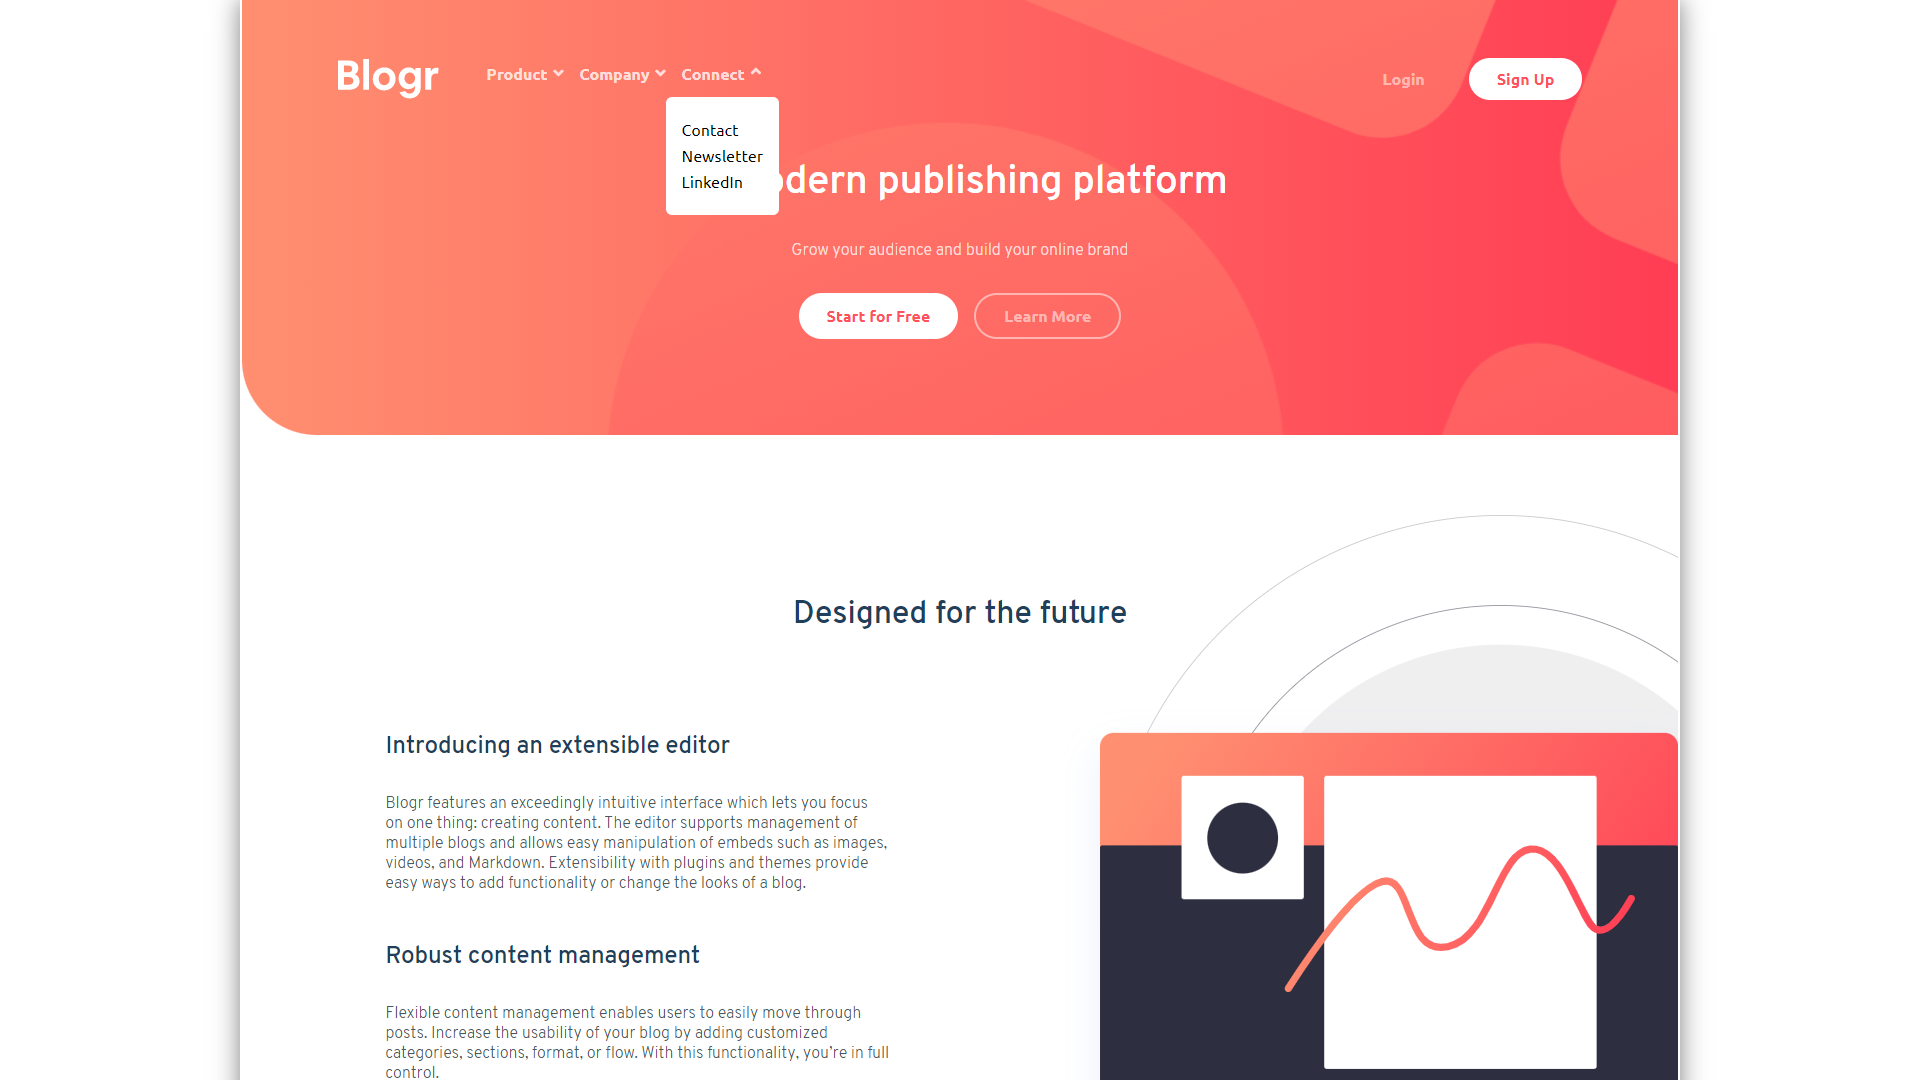 Blogr
Product
Company
Connect
Login
Sign Up
Contact
Newsletter
LinkedIn
publishing platform
Grow your audience and build your online brand
Start for Free
Learn More
Designed for the future
Introducing an extensible editor
Blogr features an exceedingly intuitive interface which lets you focus
on one thing: creating content. The editor supports management of
multiple blogs and allows easy manipulation of embeds such as images,
videos, and Markdown. Extensibility with plugins and themes provide
easy ways to add functionality or change the looks of a blog.
Robust content management
Flexible content management enables users to easily move through
posts. Increase the usability of your blog by adding customized
categories, sections, format, or flow. With this functionality, you’re in full
control.